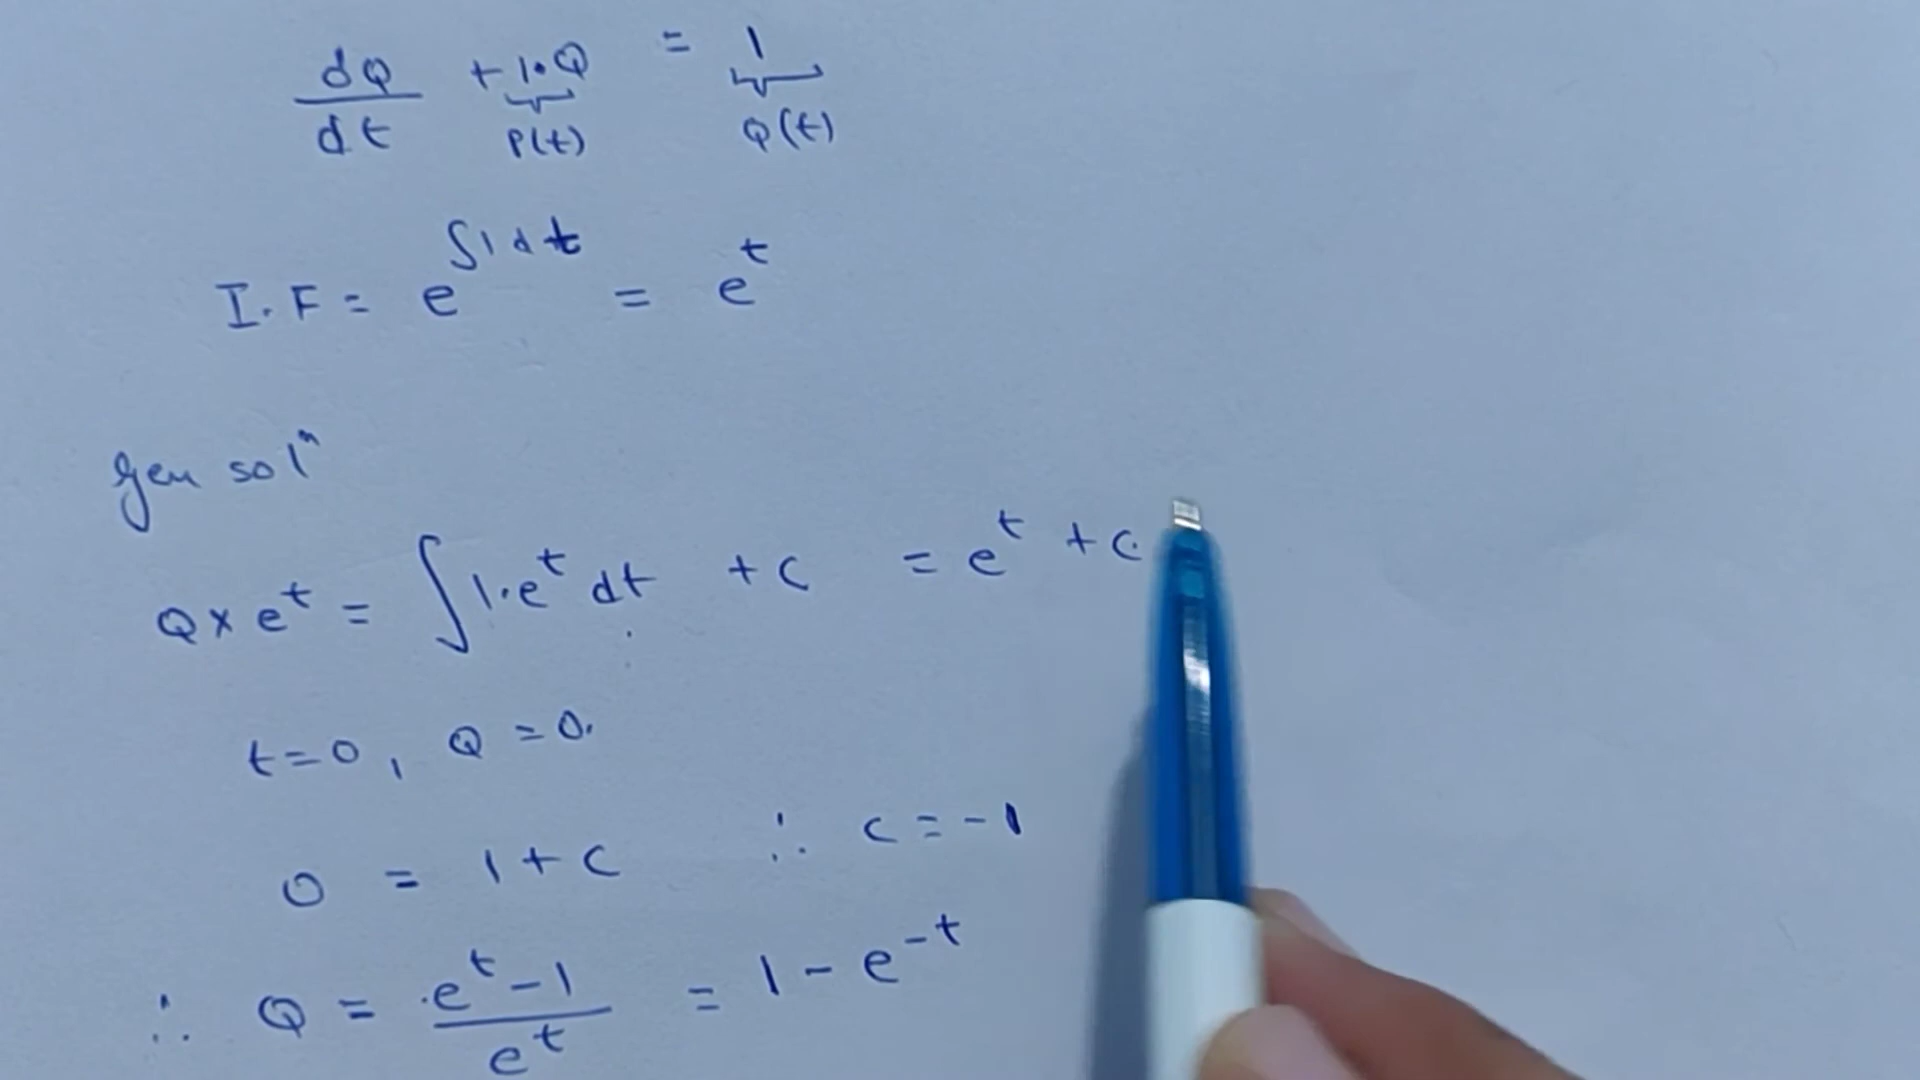 dQ/dt + 1·Q = 1
P(t) Q(t)
I.F = e^∫1dt = e^t
Gen solⁿ
Q × e^t = ∫1·e^t dt + c = e^t + c.
t=0, Q=0.
0 = 1+c ∴ c=-1
∴ Q = e^t-1/e^t = 1-e^-t